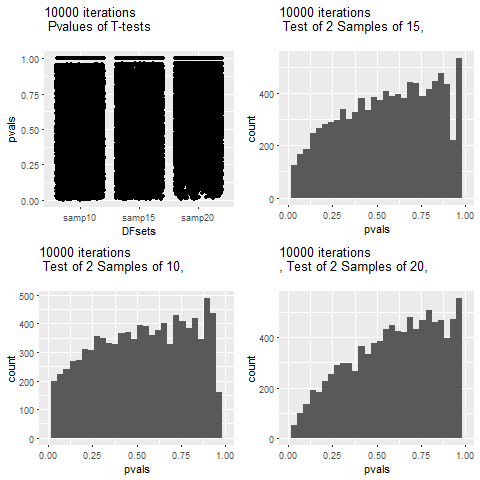 10000 iterations
Pvalues of T-tests
1.00
0.75
0.50
0.25
0.00
pvals
samp10 samp15 samp20
DFsets
10000 iterations
Test of 2 Samples of 15,
400
200
0
count
0.00 0.25 0.50 0.75 1.00
pvals
10000 iterations
Test of 2 Samples of 10,
500
400
300
200
100
0
count
0.00 0.25 0.50 0.75 1.00
pvals
10000 iterations
, Test of 2 Samples of 20,
400
200
0
count
0.00 0.25 0.50 0.75 1.00
pvals